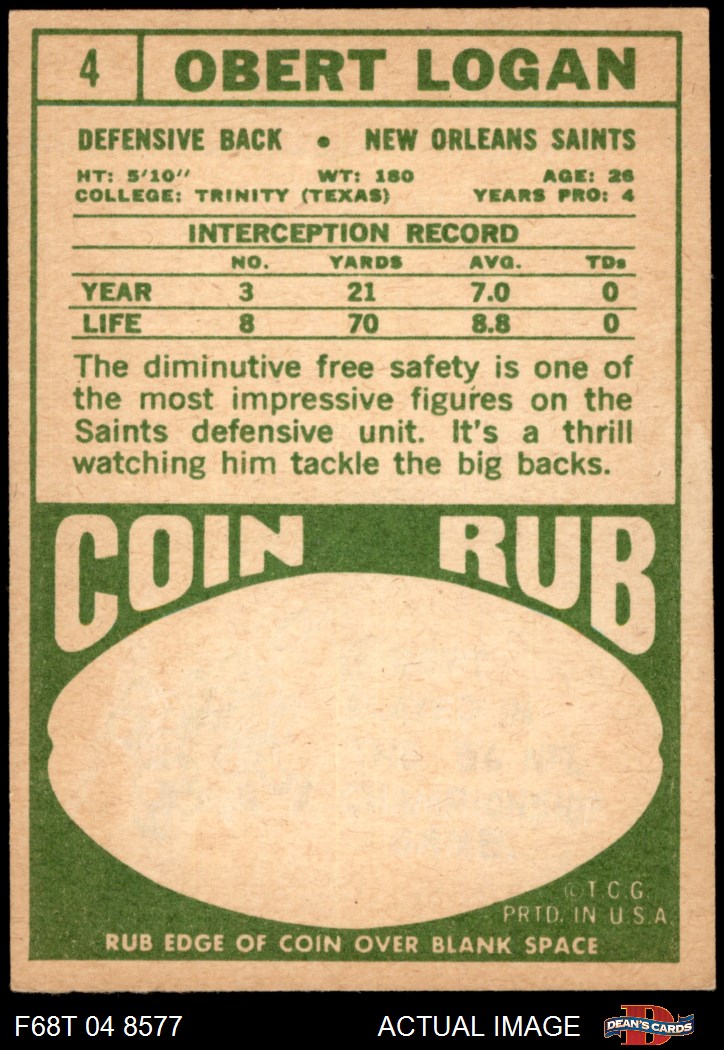 4 OBERT LOGAN
DEFENSIVE BACK • NEW ORLEANS SAINTS
HT: 5'10" WT: 180 AGE: 26
COLLEGE: TRINITY (TEXAS) YEARS PRO: 4
INTERCEPTION RECORD
NO. YARDS AVG. TDs
YEAR 3 21 7.0 0
LIFE 8 70 8.8 0
The diminutive free safety is one of
the most impressive figures on the
Saints defensive unit. It's a thrill
watching him tackle the big backs.
COIN RUB
© T.C.G.
PRTD. IN U.S.A.
RUB EDGE OF COIN OVER BLANK SPACE
F68T 04 8577 ACTUAL IMAGE D DEAN'S CARDS